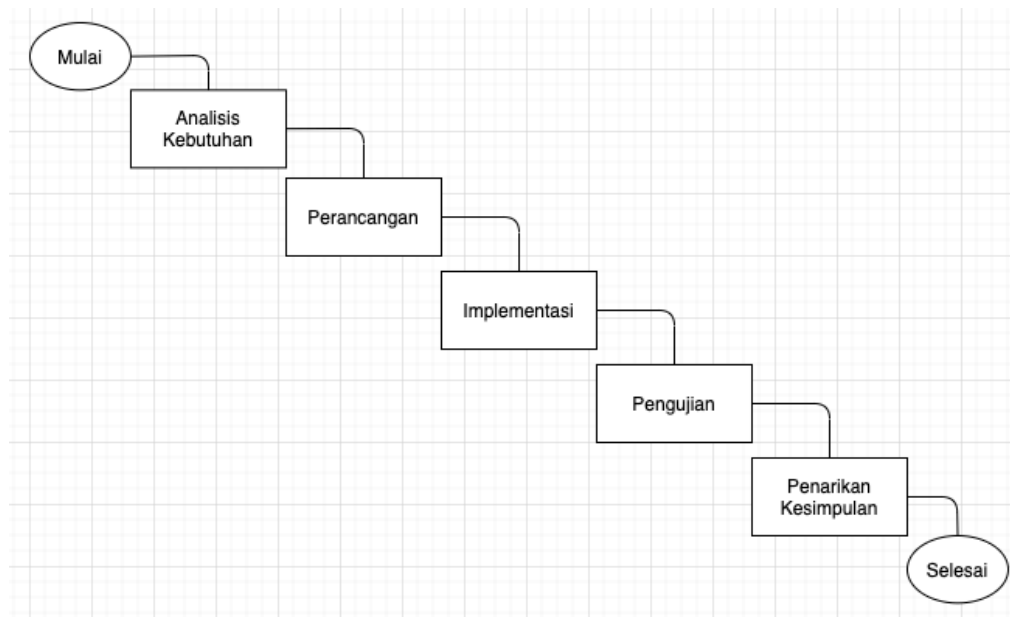 Mulai
Analisis
Kebutuhan
Perancangan
Implementasi
Pengujian
Penarikan
Kesimpulan
Selesai